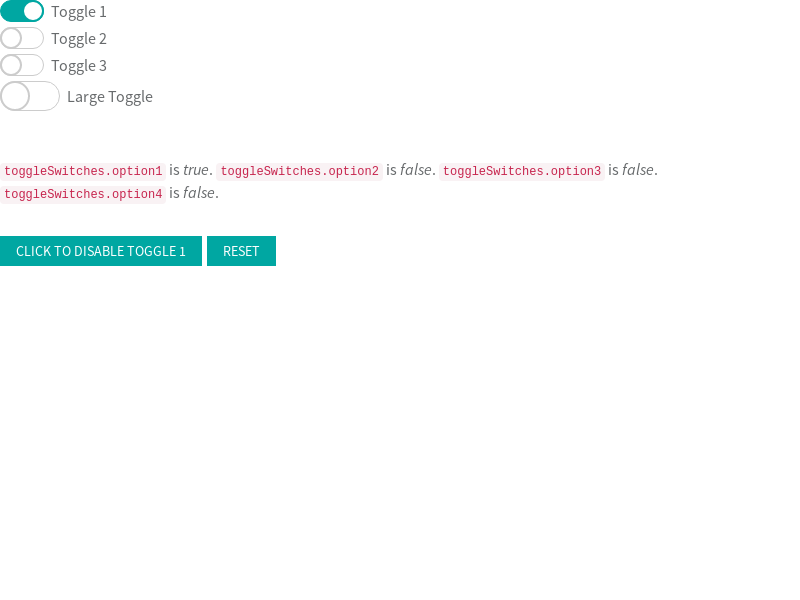 Toggle 1
Toggle 2
Toggle 3
Large Toggle
toggleSwitches.option1 is true. toggleSwitches.option2 is false. toggleSwitches.option3 is false.
toggleSwitches.option4 is false.
CLICK TO DISABLE TOGGLE 1 RESET